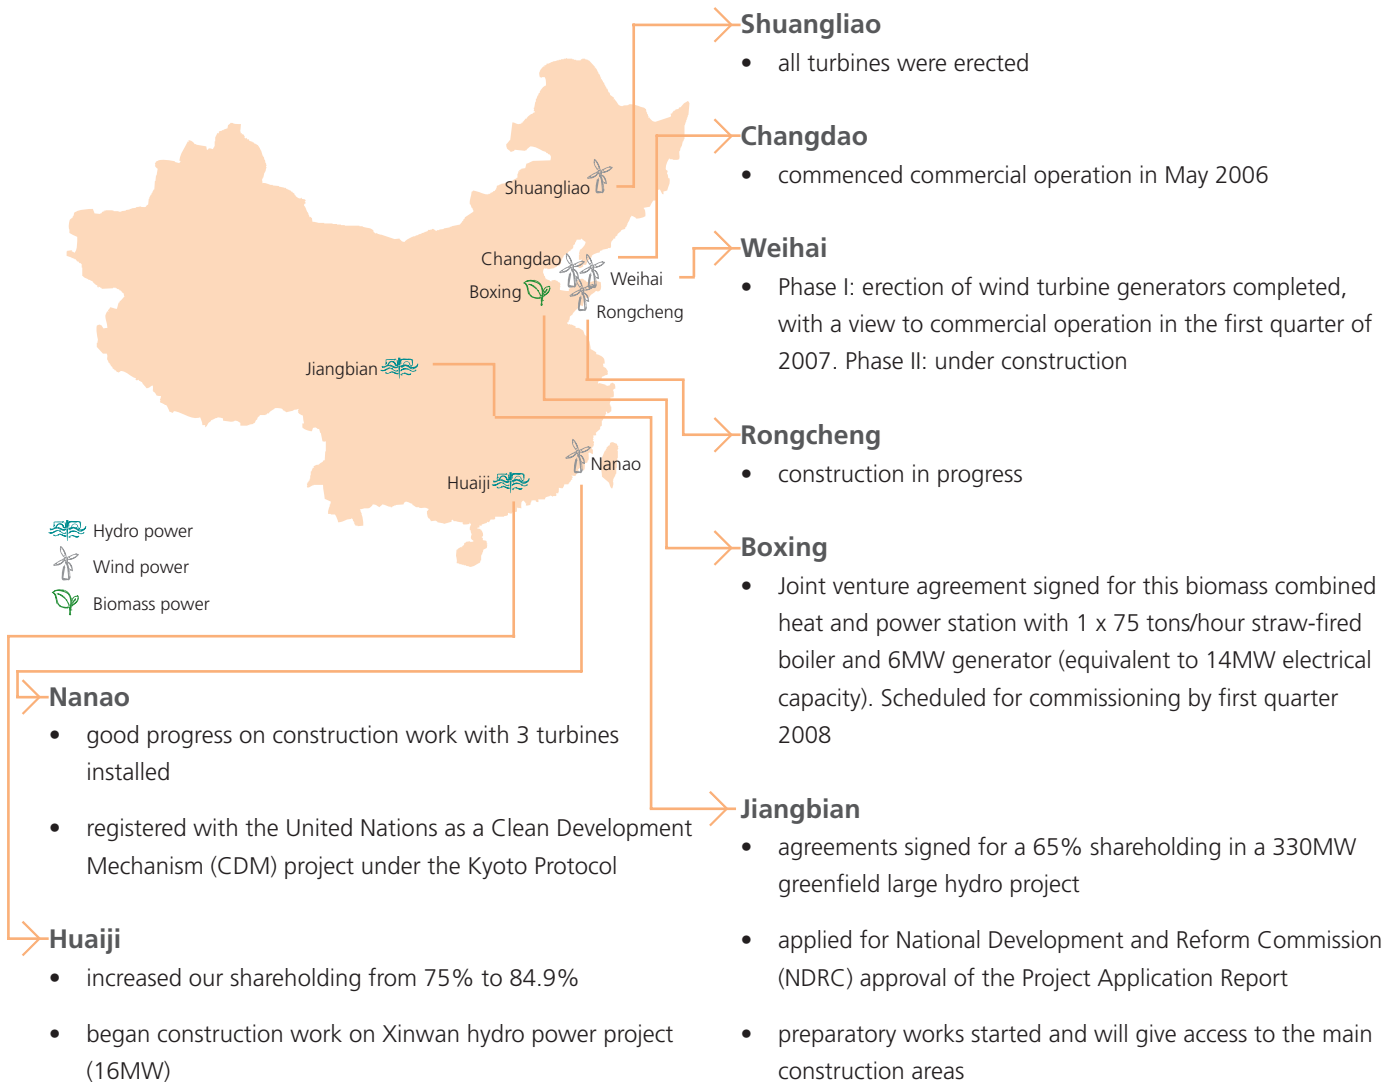 Shuangliao
• all turbines were erected
Changdao
• commenced commercial operation in May 2006
Weihai
• Phase I: erection of wind turbine generators completed,
with a view to commercial operation in the first quarter of
2007. Phase II: under construction
Rongcheng
• construction in progress
Boxing
• Joint venture agreement signed for this biomass combined
heat and power station with 1 x 75 tons/hour straw-fired
boiler and 6MW generator (equivalent to 14MW electrical
capacity). Scheduled for commissioning by first quarter
2008
Jiangbian
• agreements signed for a 65% shareholding in a 330MW
greenfield large hydro project
• applied for National Development and Reform Commission
(NDRC) approval of the Project Application Report
• preparatory works started and will give access to the main
construction areas
Shuangliao
Changdao
Weihai
Boxing
Rongcheng
Jiangbian
Nanao
Huaiji
Hydro power
Wind power
Biomass power
Nanao
• good progress on construction work with 3 turbines
installed
• registered with the United Nations as a Clean Development
Mechanism (CDM) project under the Kyoto Protocol
Huaiji
• increased our shareholding from 75% to 84.9%
• began construction work on Xinwan hydro power project
(16MW)